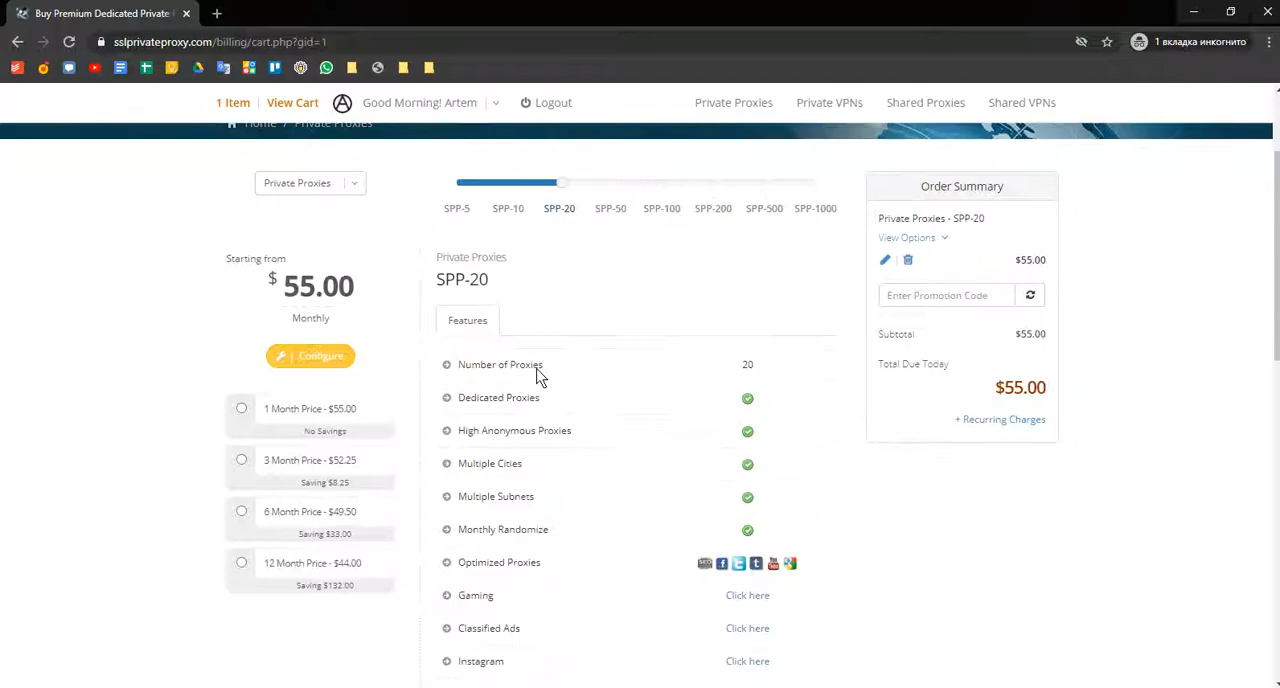 Buy Premium Dedicated Private
sslprivateproxy.com/billing/cart.php?gid=1
1 вкладка инкогнито
1 Item | View Cart
Good Morning! Artem
Logout
Private Proxies
Private VPNs
Shared Proxies
Shared VPNs
Home / Private Proxies
Private Proxies
SPP-5
SPP-10
SPP-20
SPP-50
SPP-100
SPP-200
SPP-500
SPP-1000
Starting from
$ 55.00
Monthly
Configure
1 Month Price - $55.00
No Savings
3 Month Price - $52.25
Saving $8.25
6 Month Price - $49.50
Saving $33.00
12 Month Price - $44.00
Saving $132.00
Private Proxies
SPP-20
Features
Number of Proxies 20
Dedicated Proxies
High Anonymous Proxies
Multiple Cities
Multiple Subnets
Monthly Randomize
Optimized Proxies
Gaming Click here
Classified Ads Click here
Instagram Click here
Order Summary
Private Proxies - SPP-20
View Options
$55.00
Enter Promotion Code
Subtotal $55.00
Total Due Today
$55.00
+ Recurring Charges